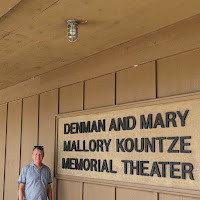 DENMAN AND MARY
MALLORY KOUNTZE
MEMORIAL THEATER